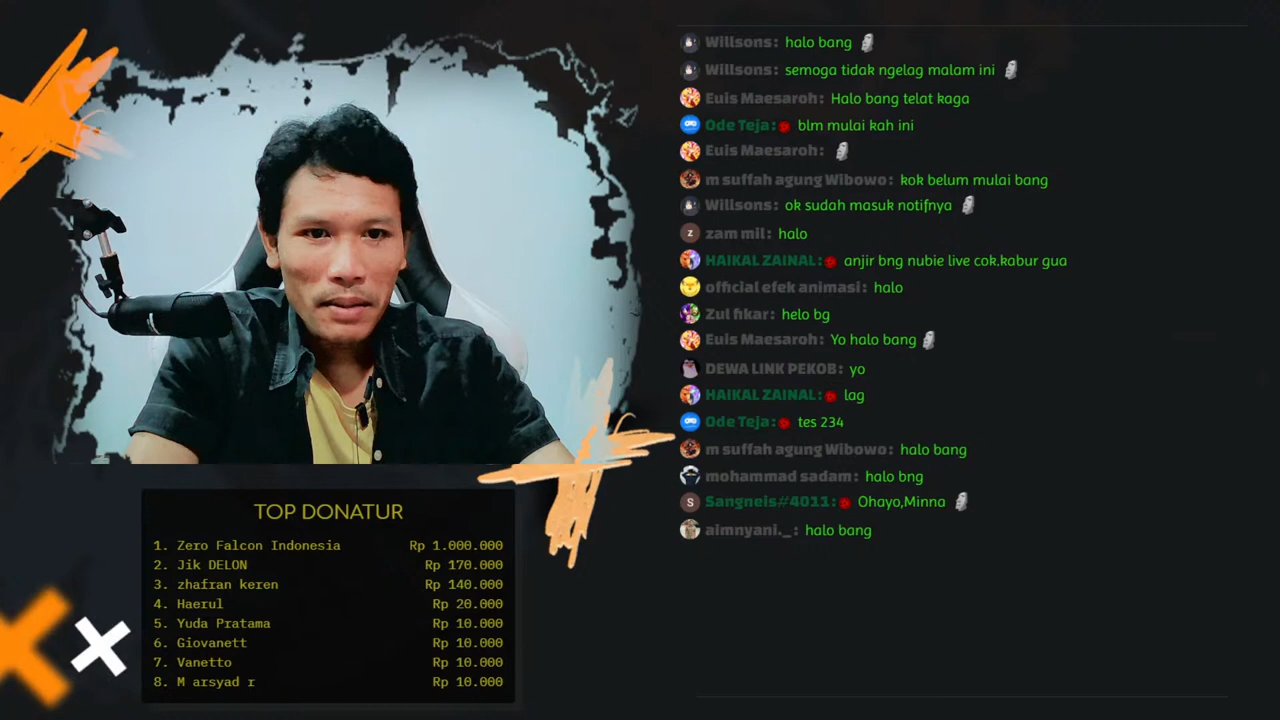 Willsons: halo bang 🗿
Willsons: semoga tidak ngelag malam ini 🗿
Euis Maesaroh: Halo bang telat kaga
Ode Teja: blm mulai kah ini
Euis Maesaroh: 🗿
m suffah agung Wibowo: kok belum mulai bang
Willsons: ok sudah masuk notifnya 🗿
z zam mil: halo
HAIKAL ZAINAL: anjir bng nubie live cok.kabur gua
official efek animasi: halo
Zul fikar: helo bg
Euis Maesaroh: Yo halo bang 🗿
DEWA LINK PEKOB: yo
HAIKAL ZAINAL: lag
Ode Teja: tes 234
m suffah agung Wibowo: halo bang
mohammad sadam: halo bng
S Sangneis#4011: Ohayo,Minna 🗿
aimnyani._: halo bang
TOP DONATUR
1. Zero Falcon Indonesia Rp 1.000.000
2. Jik DELON Rp 170.000
3. zhafran keren Rp 140.000
4. Haerul Rp 20.000
5. Yuda Pratama Rp 10.000
6. Giovanett Rp 10.000
7. Vanetto Rp 10.000
8. M arsyad r Rp 10.000